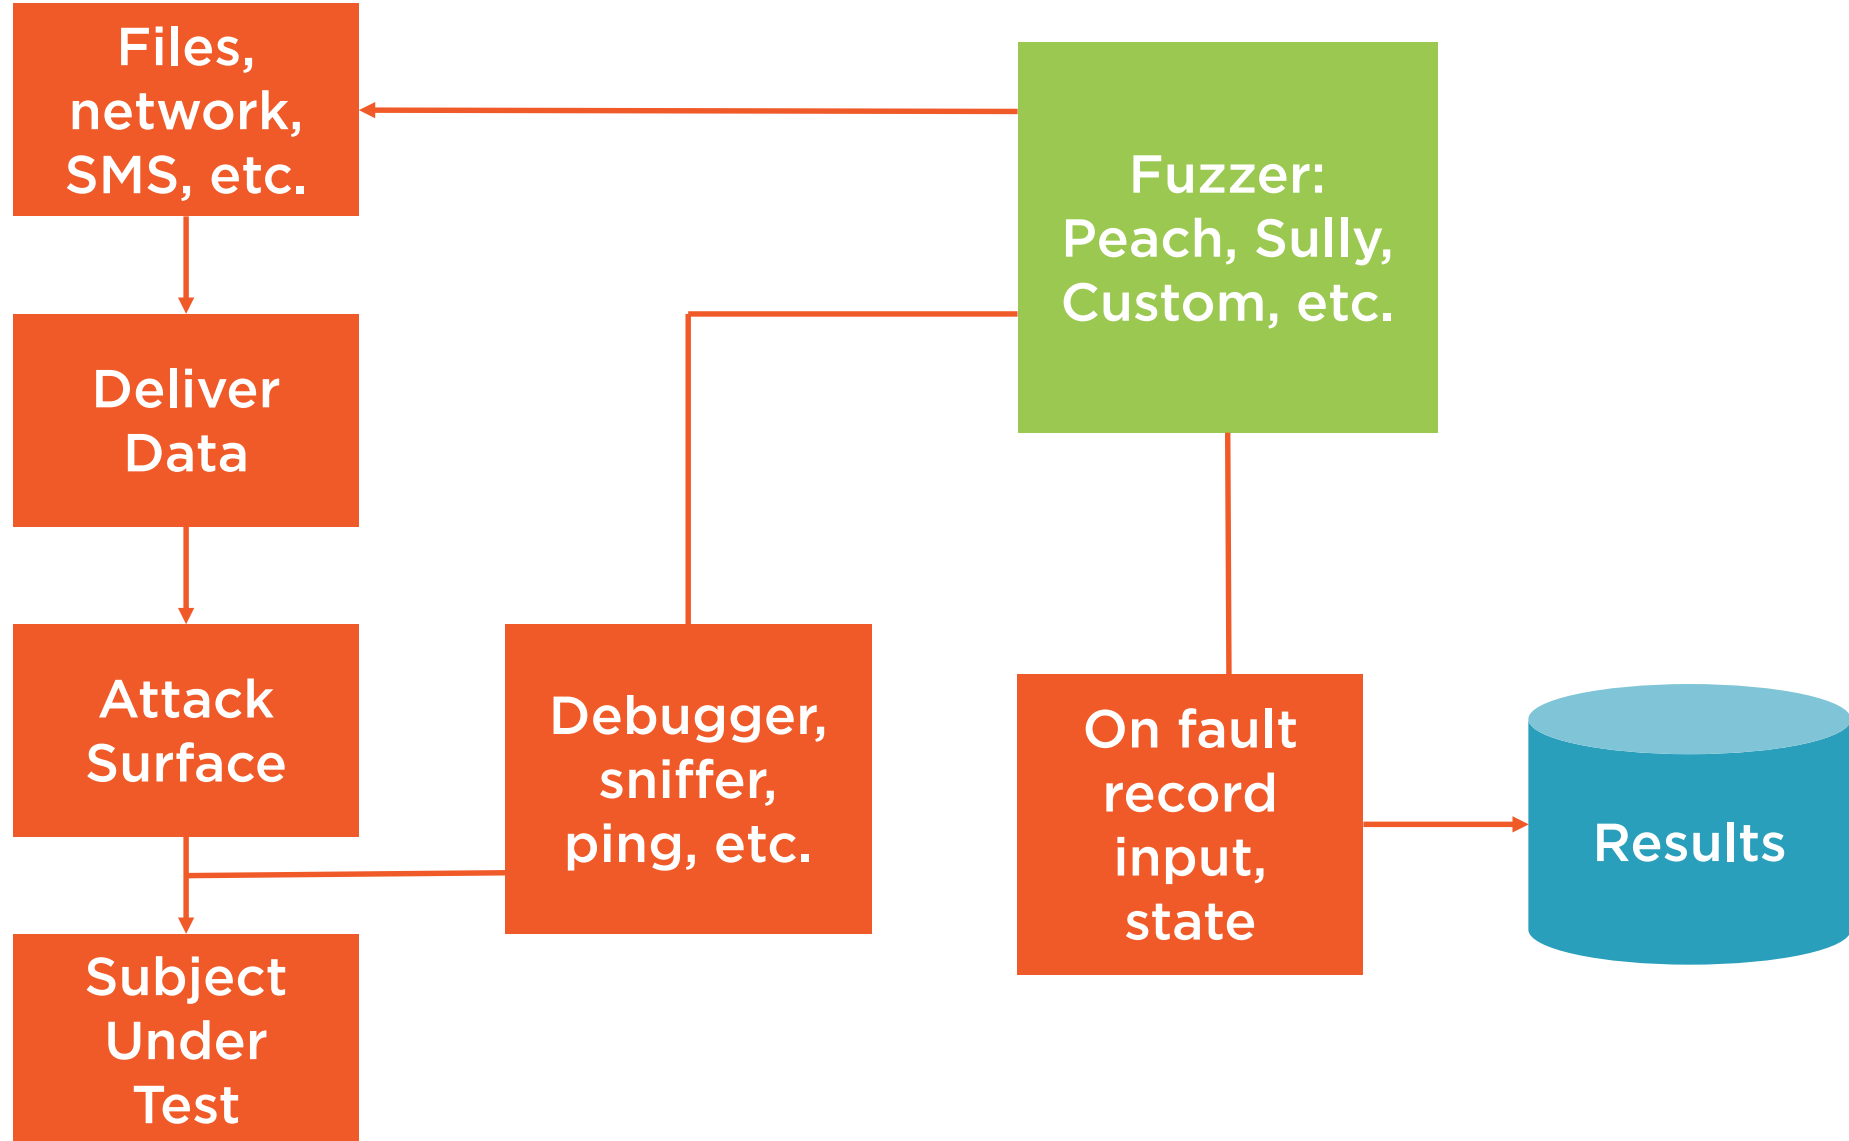 Files,
network,
SMS, etc.
Deliver
Data
Attack
Surface
Subject
Under
Test
Debugger,
sniffer,
ping, etc.
Fuzzer:
Peach, Sully,
Custom, etc.
On fault
record
input,
state
Results